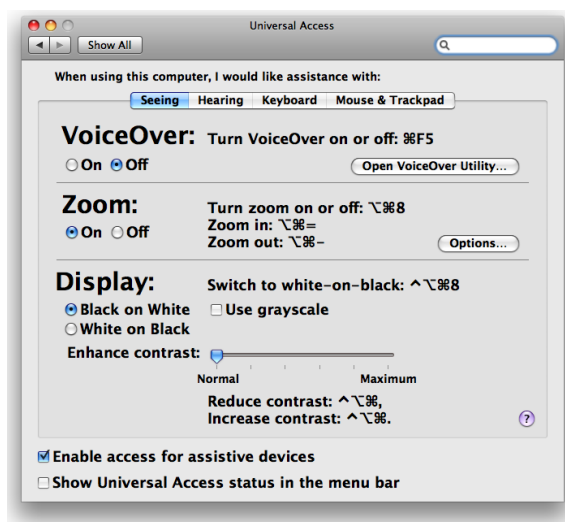 Universal Access
Show All
When using this computer, I would like assistance with:
Seeing Hearing Keyboard Mouse & Trackpad
VoiceOver: Turn VoiceOver on or off: ⌘F5
On Off Open VoiceOver Utility...
Zoom: Turn zoom on or off: ⌥⌘8
On Off Zoom in: ⌥⌘=
Zoom out: ⌥⌘- Options...
Display: Switch to white-on-black: ^⌥⌘8
Black on White Use grayscale
White on Black
Enhance contrast:
Normal Maximum
Reduce contrast: ^⌥⌘,
Increase contrast: ^⌥⌘.
?
Enable access for assistive devices
Show Universal Access status in the menu bar